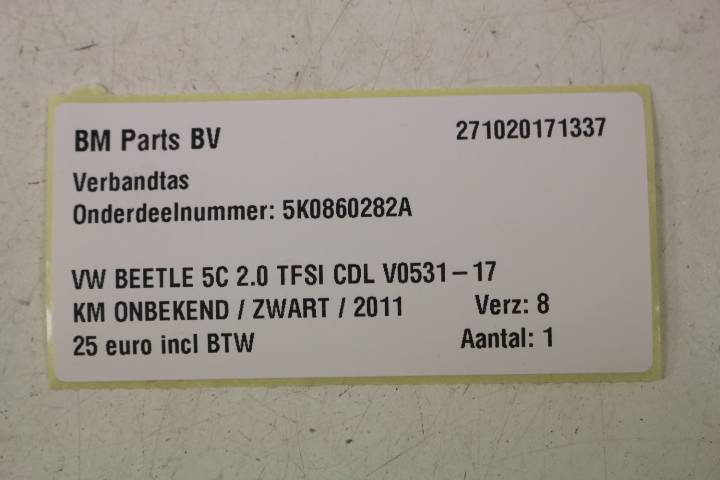 BM Parts BV 271020171337
Verbandtas
Onderdeelnummer: 5K0860282A
VW BEETLE 5C 2.0 TFSI CDL V0531-17
KM ONBEKEND / ZWART / 2011 Verz: 8
25 euro incl BTW Aantal: 1